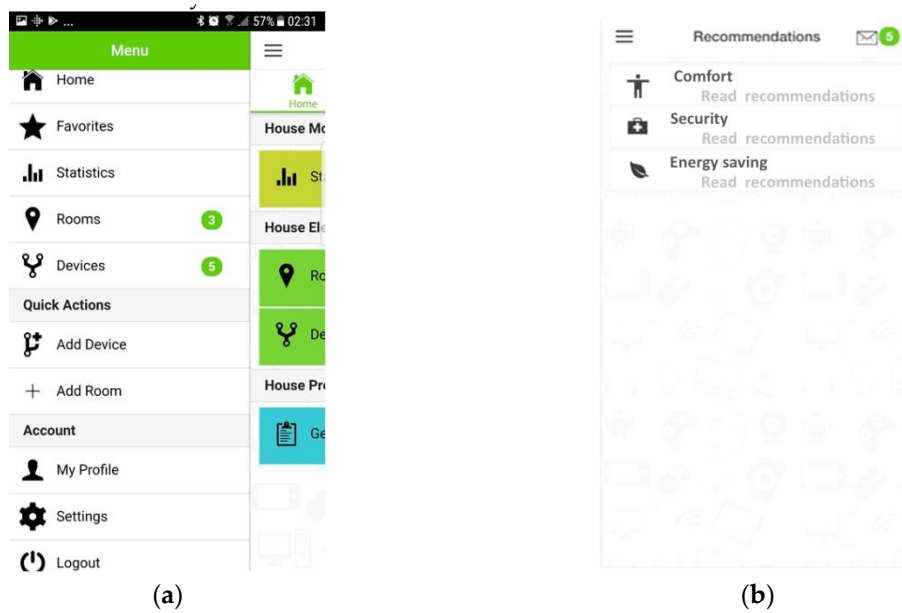 ... 57% 02:31
Menu
Home
Favorites
Statistics
Rooms 3
Devices 5
Quick Actions
Add Device
Add Room
Account
My Profile
Settings
Logout
Home
House Mo
St
House Ele
Ro
De
House Pr
Ge
(a)
Recommendations 5
Comfort
Read recommendations
Security
Read recommendations
Energy saving
Read recommendations
(b)